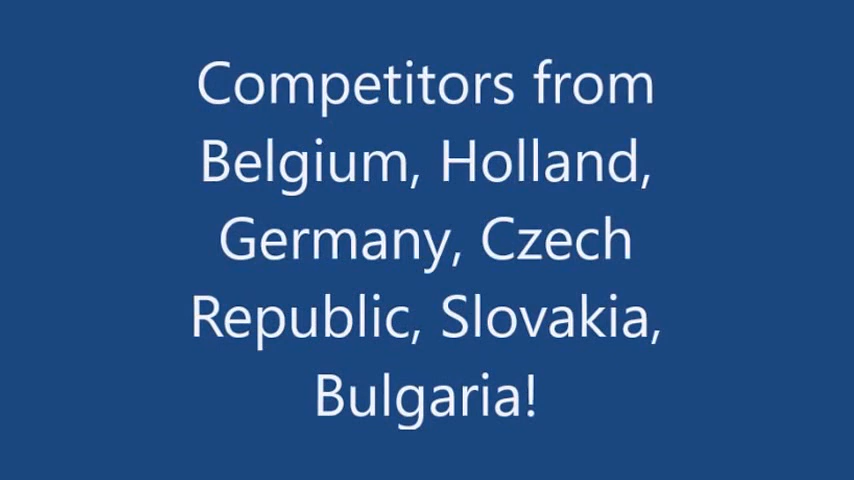 Competitors from
Belgium, Holland,
Germany, Czech
Republic, Slovakia,
Bulgaria!